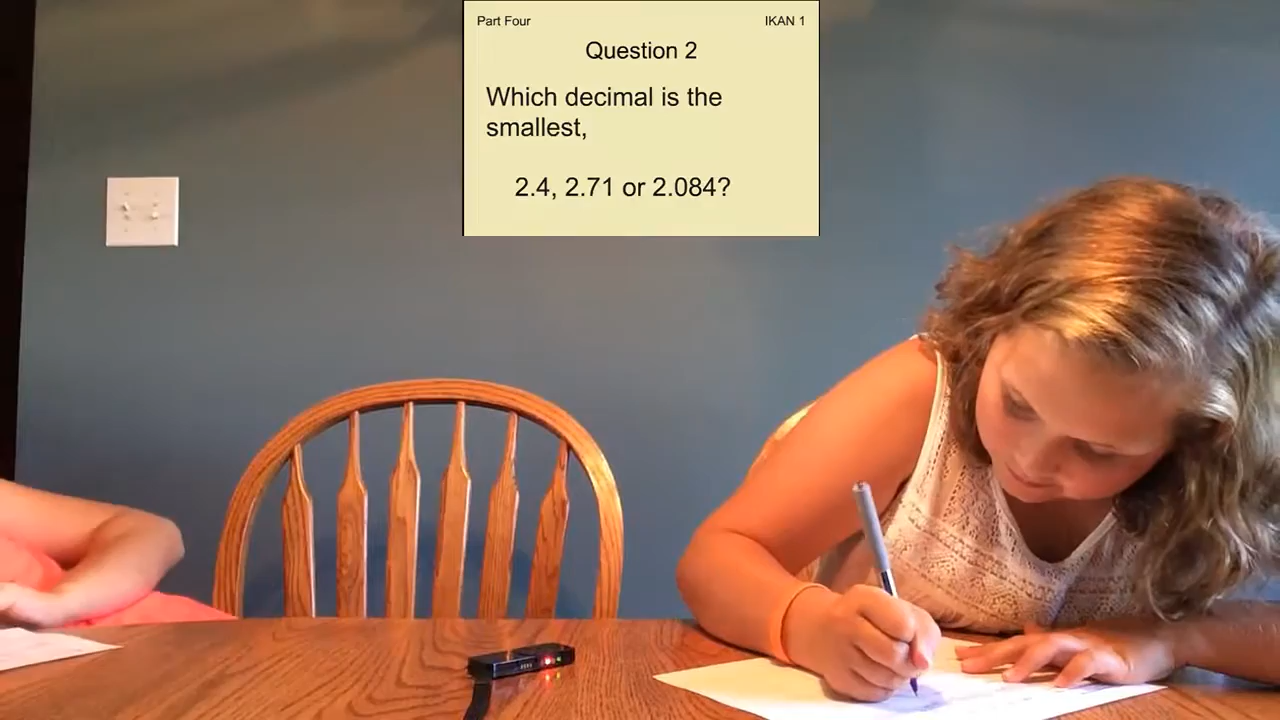 Part Four IKAN 1
Question 2
Which decimal is the
smallest,
2.4, 2.71 or 2.084?